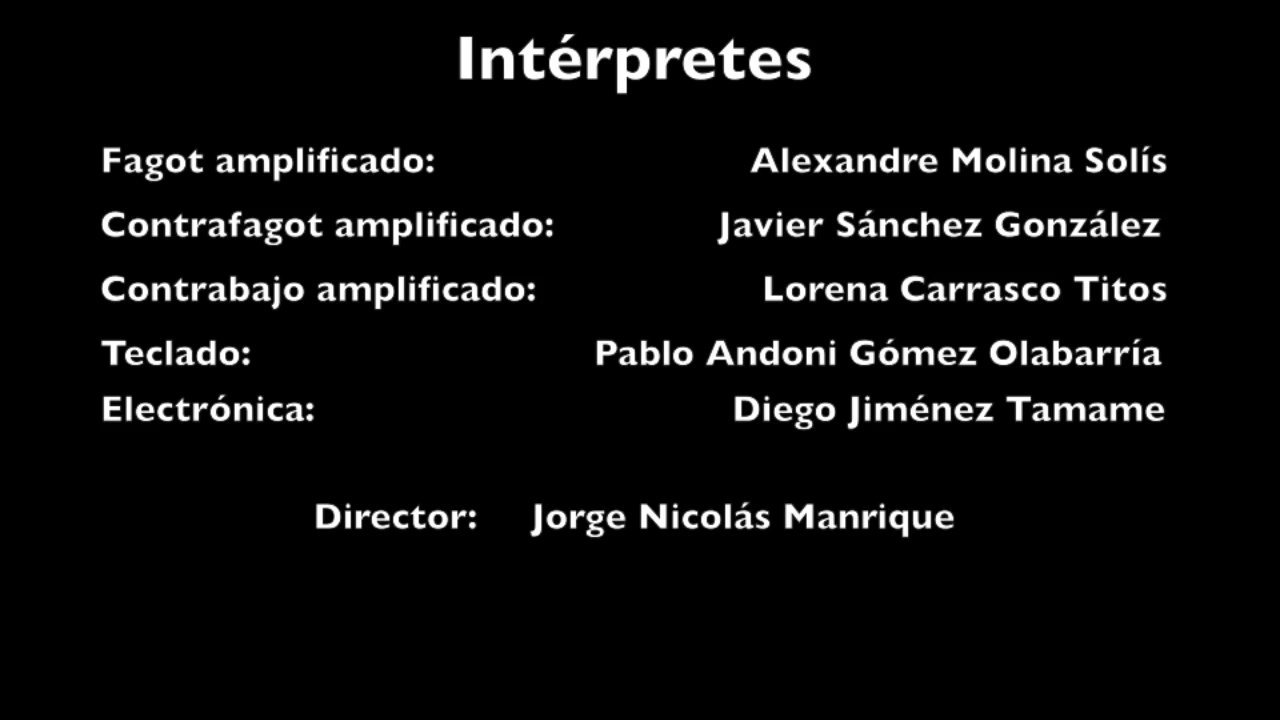 Intérpretes
Fagot amplificado: Alexandre Molina Solís
Contrafagot amplificado: Javier Sánchez González
Contrabajo amplificado: Lorena Carrasco Titos
Teclado: Pablo Andoni Gómez Olabarría
Electrónica: Diego Jiménez Tamame
Director: Jorge Nicolás Manrique